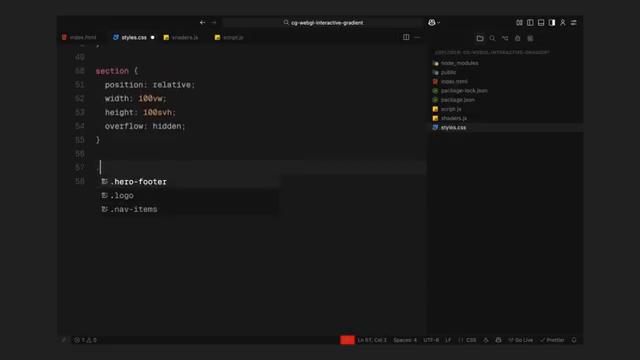 cg-webgl-interactive-gradient
index.html
styles.css
shaders.js
script.js
49
50 section {
51 position: relative;
52 width: 100vw;
53 height: 100svh;
54 overflow: hidden;
55 }
56
57 .
58
.hero-footer
.logo
.nav-items
EXPLORER: CG-WEBGL-INTERACTIVE-GRADIENT
node_modules
public
index.html
package-lock.json
package.json
script.js
shaders.js
styles.css
1 0
Ln 57, Col 2
Spaces: 4
UTF-8
LF
CSS
Go Live
Prettier